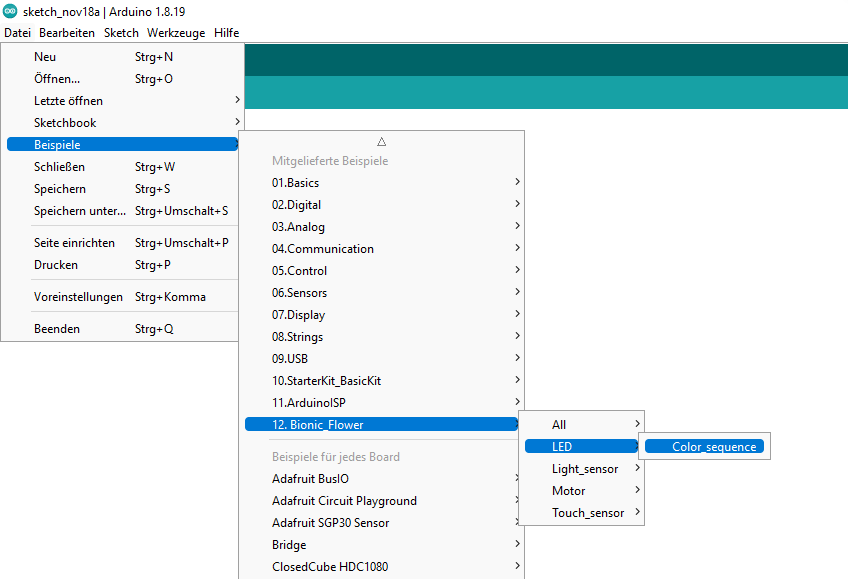 sketch_nov18a | Arduino 1.8.19
Datei Bearbeiten Sketch Werkzeuge Hilfe
Neu Strg+N
Öffnen... Strg+O
Letzte öffnen
Sketchbook
Beispiele
Schließen Strg+W
Speichern Strg+S
Speichern unter... Strg+Umschalt+S
Seite einrichten Strg+Umschalt+P
Drucken Strg+P
Voreinstellungen Strg+Komma
Beenden Strg+Q
Mitgelieferte Beispiele
01.Basics
02.Digital
03.Analog
04.Communication
05.Control
06.Sensors
07.Display
08.Strings
09.USB
10.StarterKit_BasicKit
11.ArduinoISP
12. Bionic_Flower
Beispiele für jedes Board
Adafruit BusIO
Adafruit Circuit Playground
Adafruit SGP30 Sensor
Bridge
ClosedCube HDC1080
All
LED
Light_sensor
Motor
Touch_sensor
Color_sequence